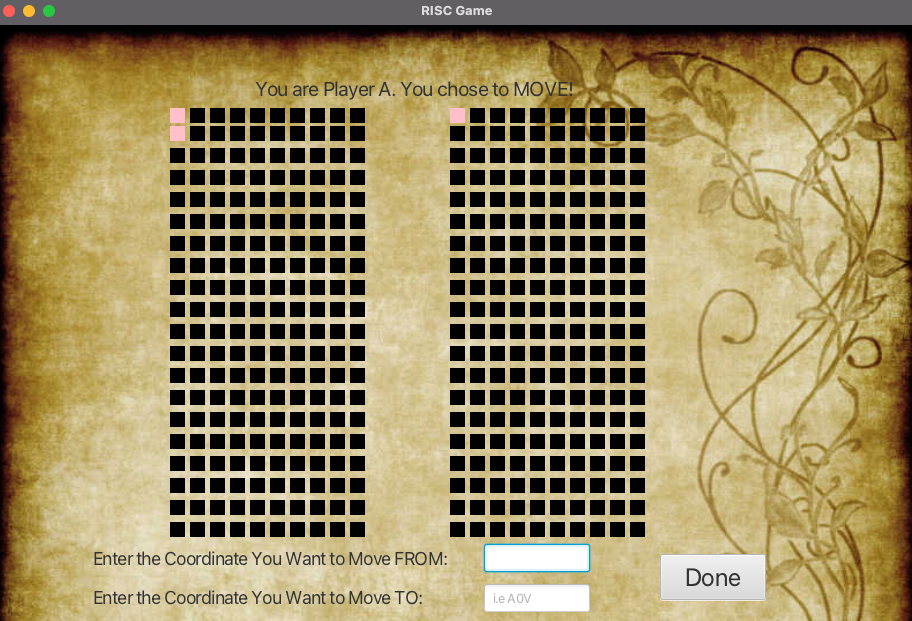 RISC Game
You are Player A. You chose to MOVE!
Enter the Coordinate You Want to Move FROM:
Enter the Coordinate You Want to Move TO:
i.e A0V
Done